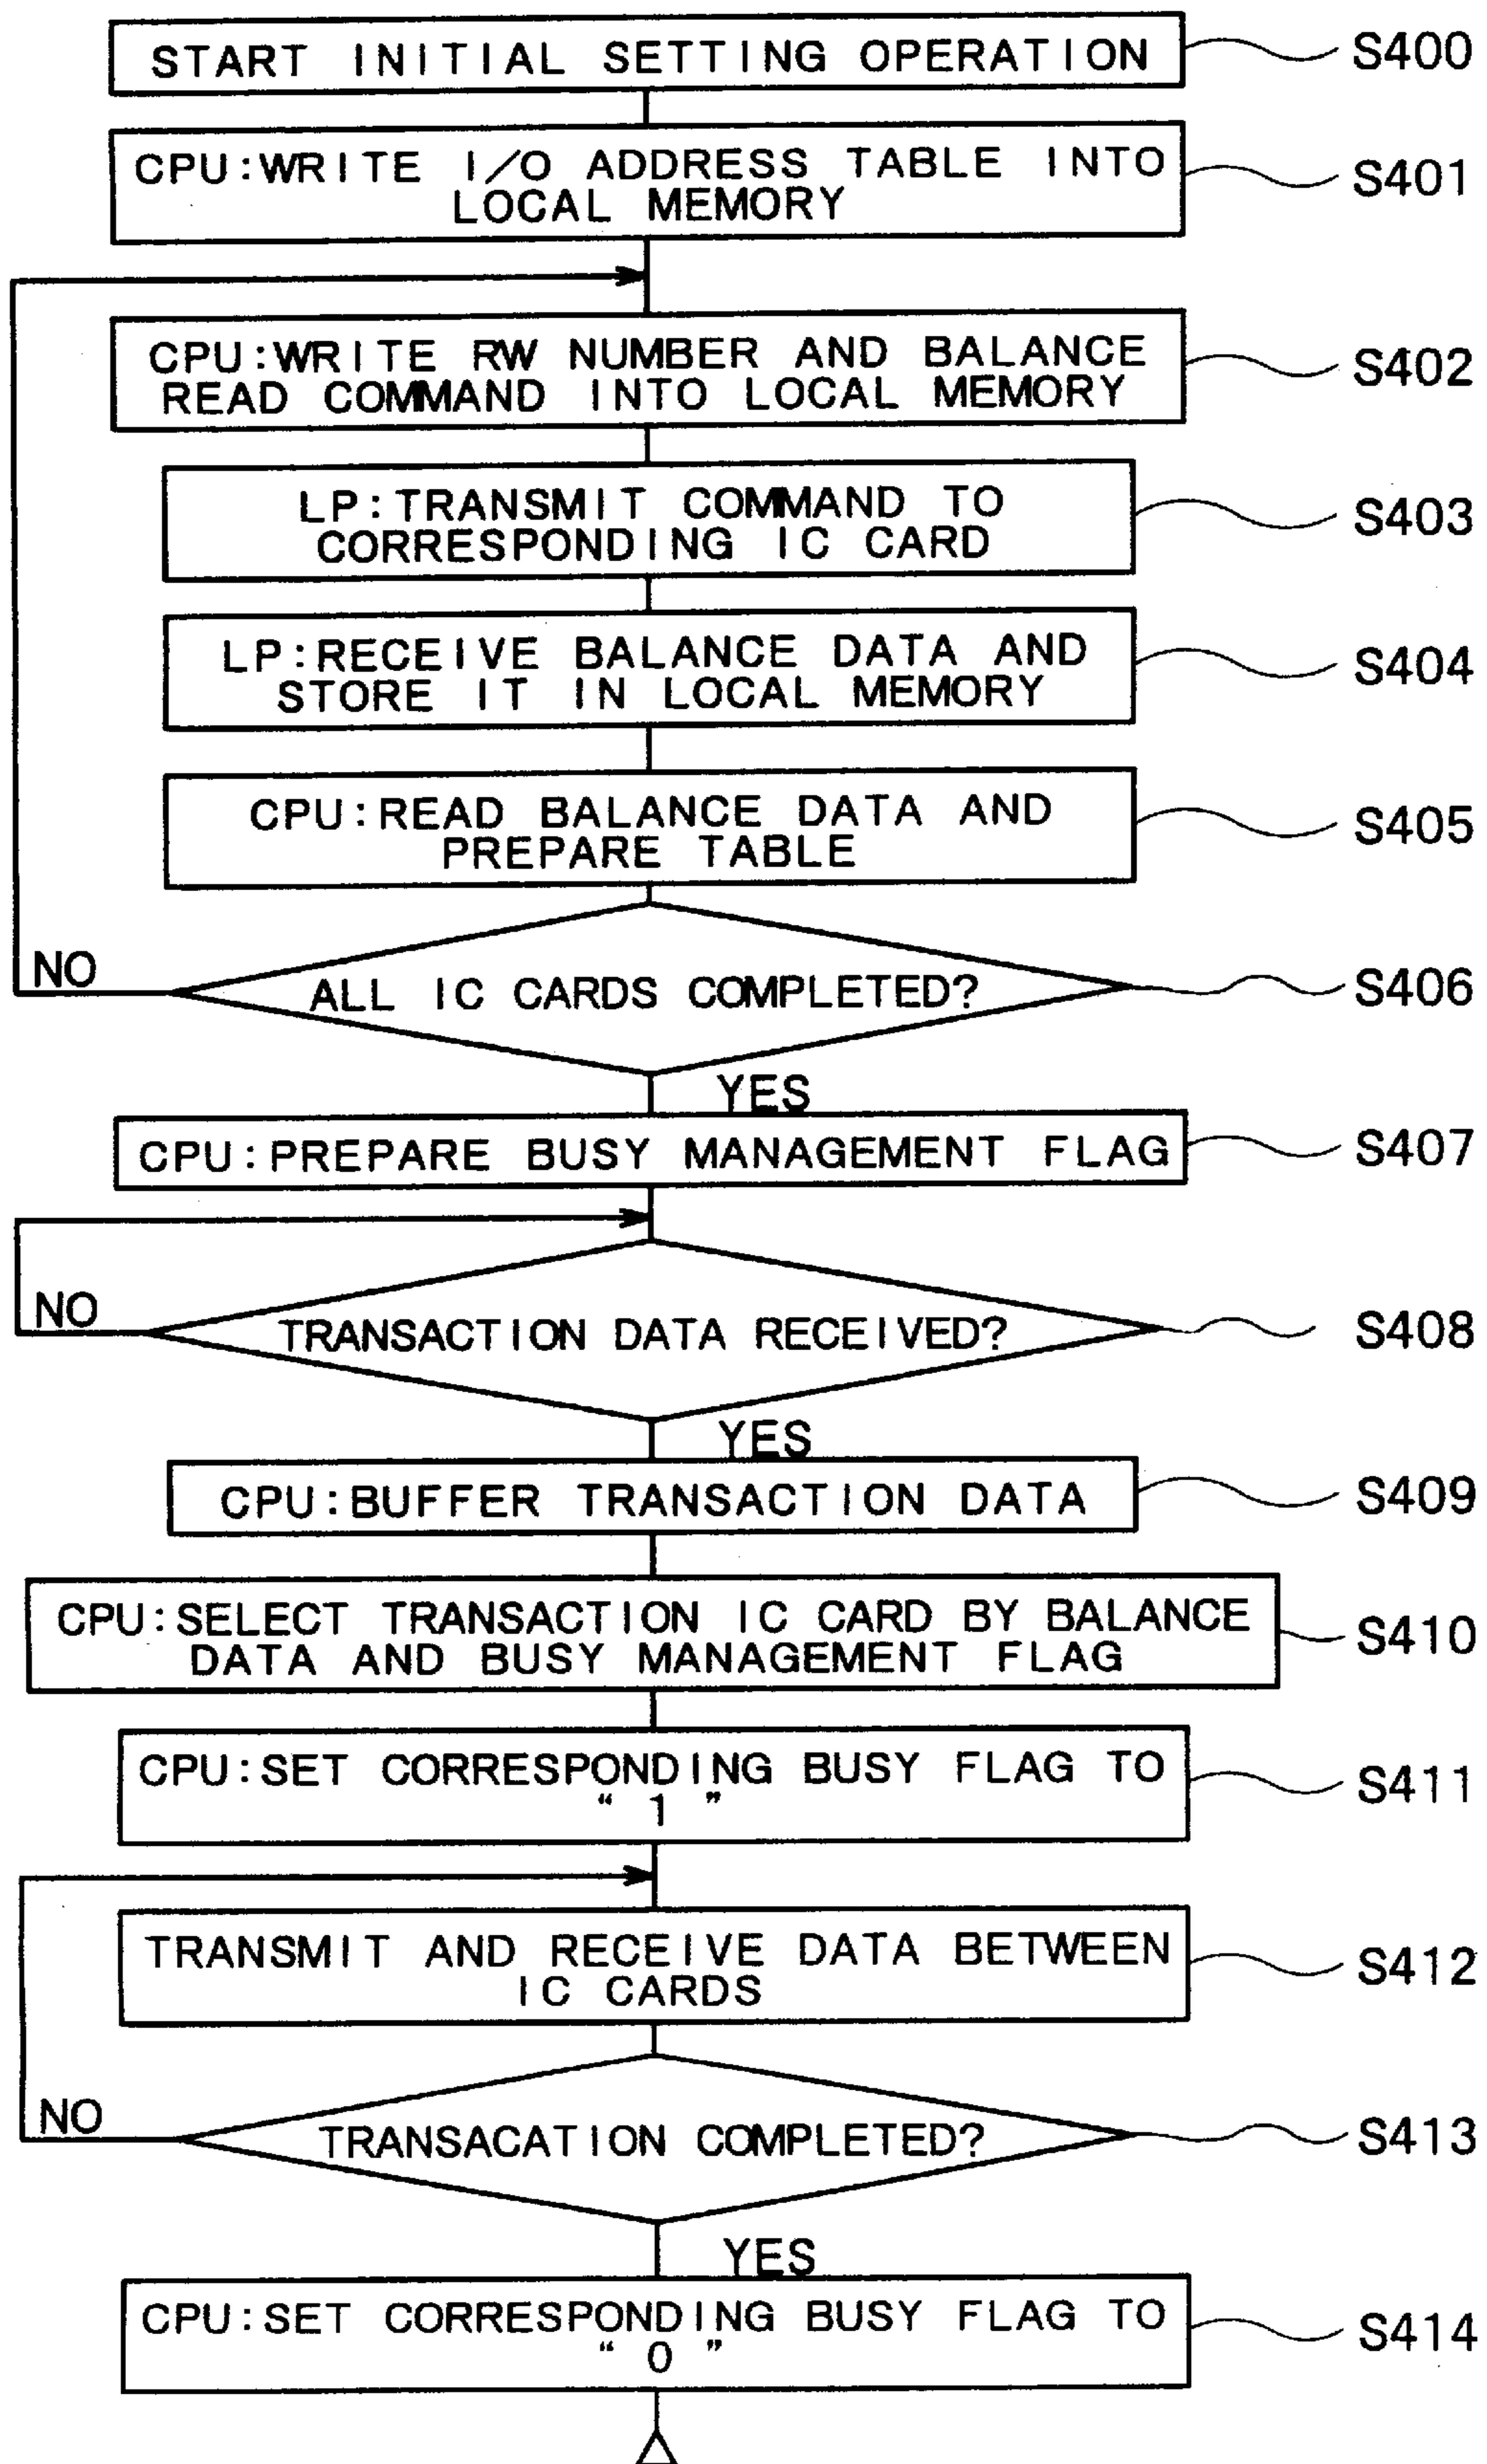 START INITIAL SETTING OPERATION
S400
CPU:WRITE I/O ADDRESS TABLE INTO
LOCAL MEMORY
S401
CPU:WRITE RW NUMBER AND BALANCE
READ COMMAND INTO LOCAL MEMORY
S402
LP:TRANSMIT COMMAND TO
CORRESPONDING IC CARD
S403
LP:RECEIVE BALANCE DATA AND
STORE IT IN LOCAL MEMORY
S404
CPU:READ BALANCE DATA AND
PREPARE TABLE
S405
NO
ALL IC CARDS COMPLETED?
S406
YES
CPU:PREPARE BUSY MANAGEMENT FLAG
S407
NO
TRANSACTION DATA RECEIVED?
S408
YES
CPU:BUFFER TRANSACTION DATA
S409
CPU:SELECT TRANSACTION IC CARD BY BALANCE
DATA AND BUSY MANAGEMENT FLAG
S410
CPU:SET CORRESPONDING BUSY FLAG TO
“ 1 ”
S411
TRANSMIT AND RECEIVE DATA BETWEEN
IC CARDS
S412
NO
TRANSACATION COMPLETED?
S413
YES
CPU:SET CORRESPONDING BUSY FLAG TO
“ 0 ”
S414